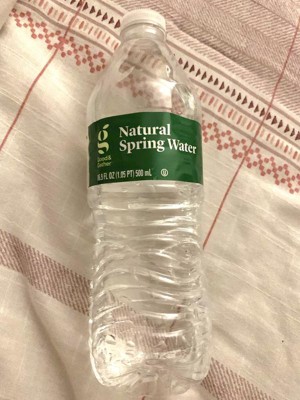 g
Good &
Gather
Natural
Spring Water
16.9 FL OZ (1.05 PT) 500 mL
U